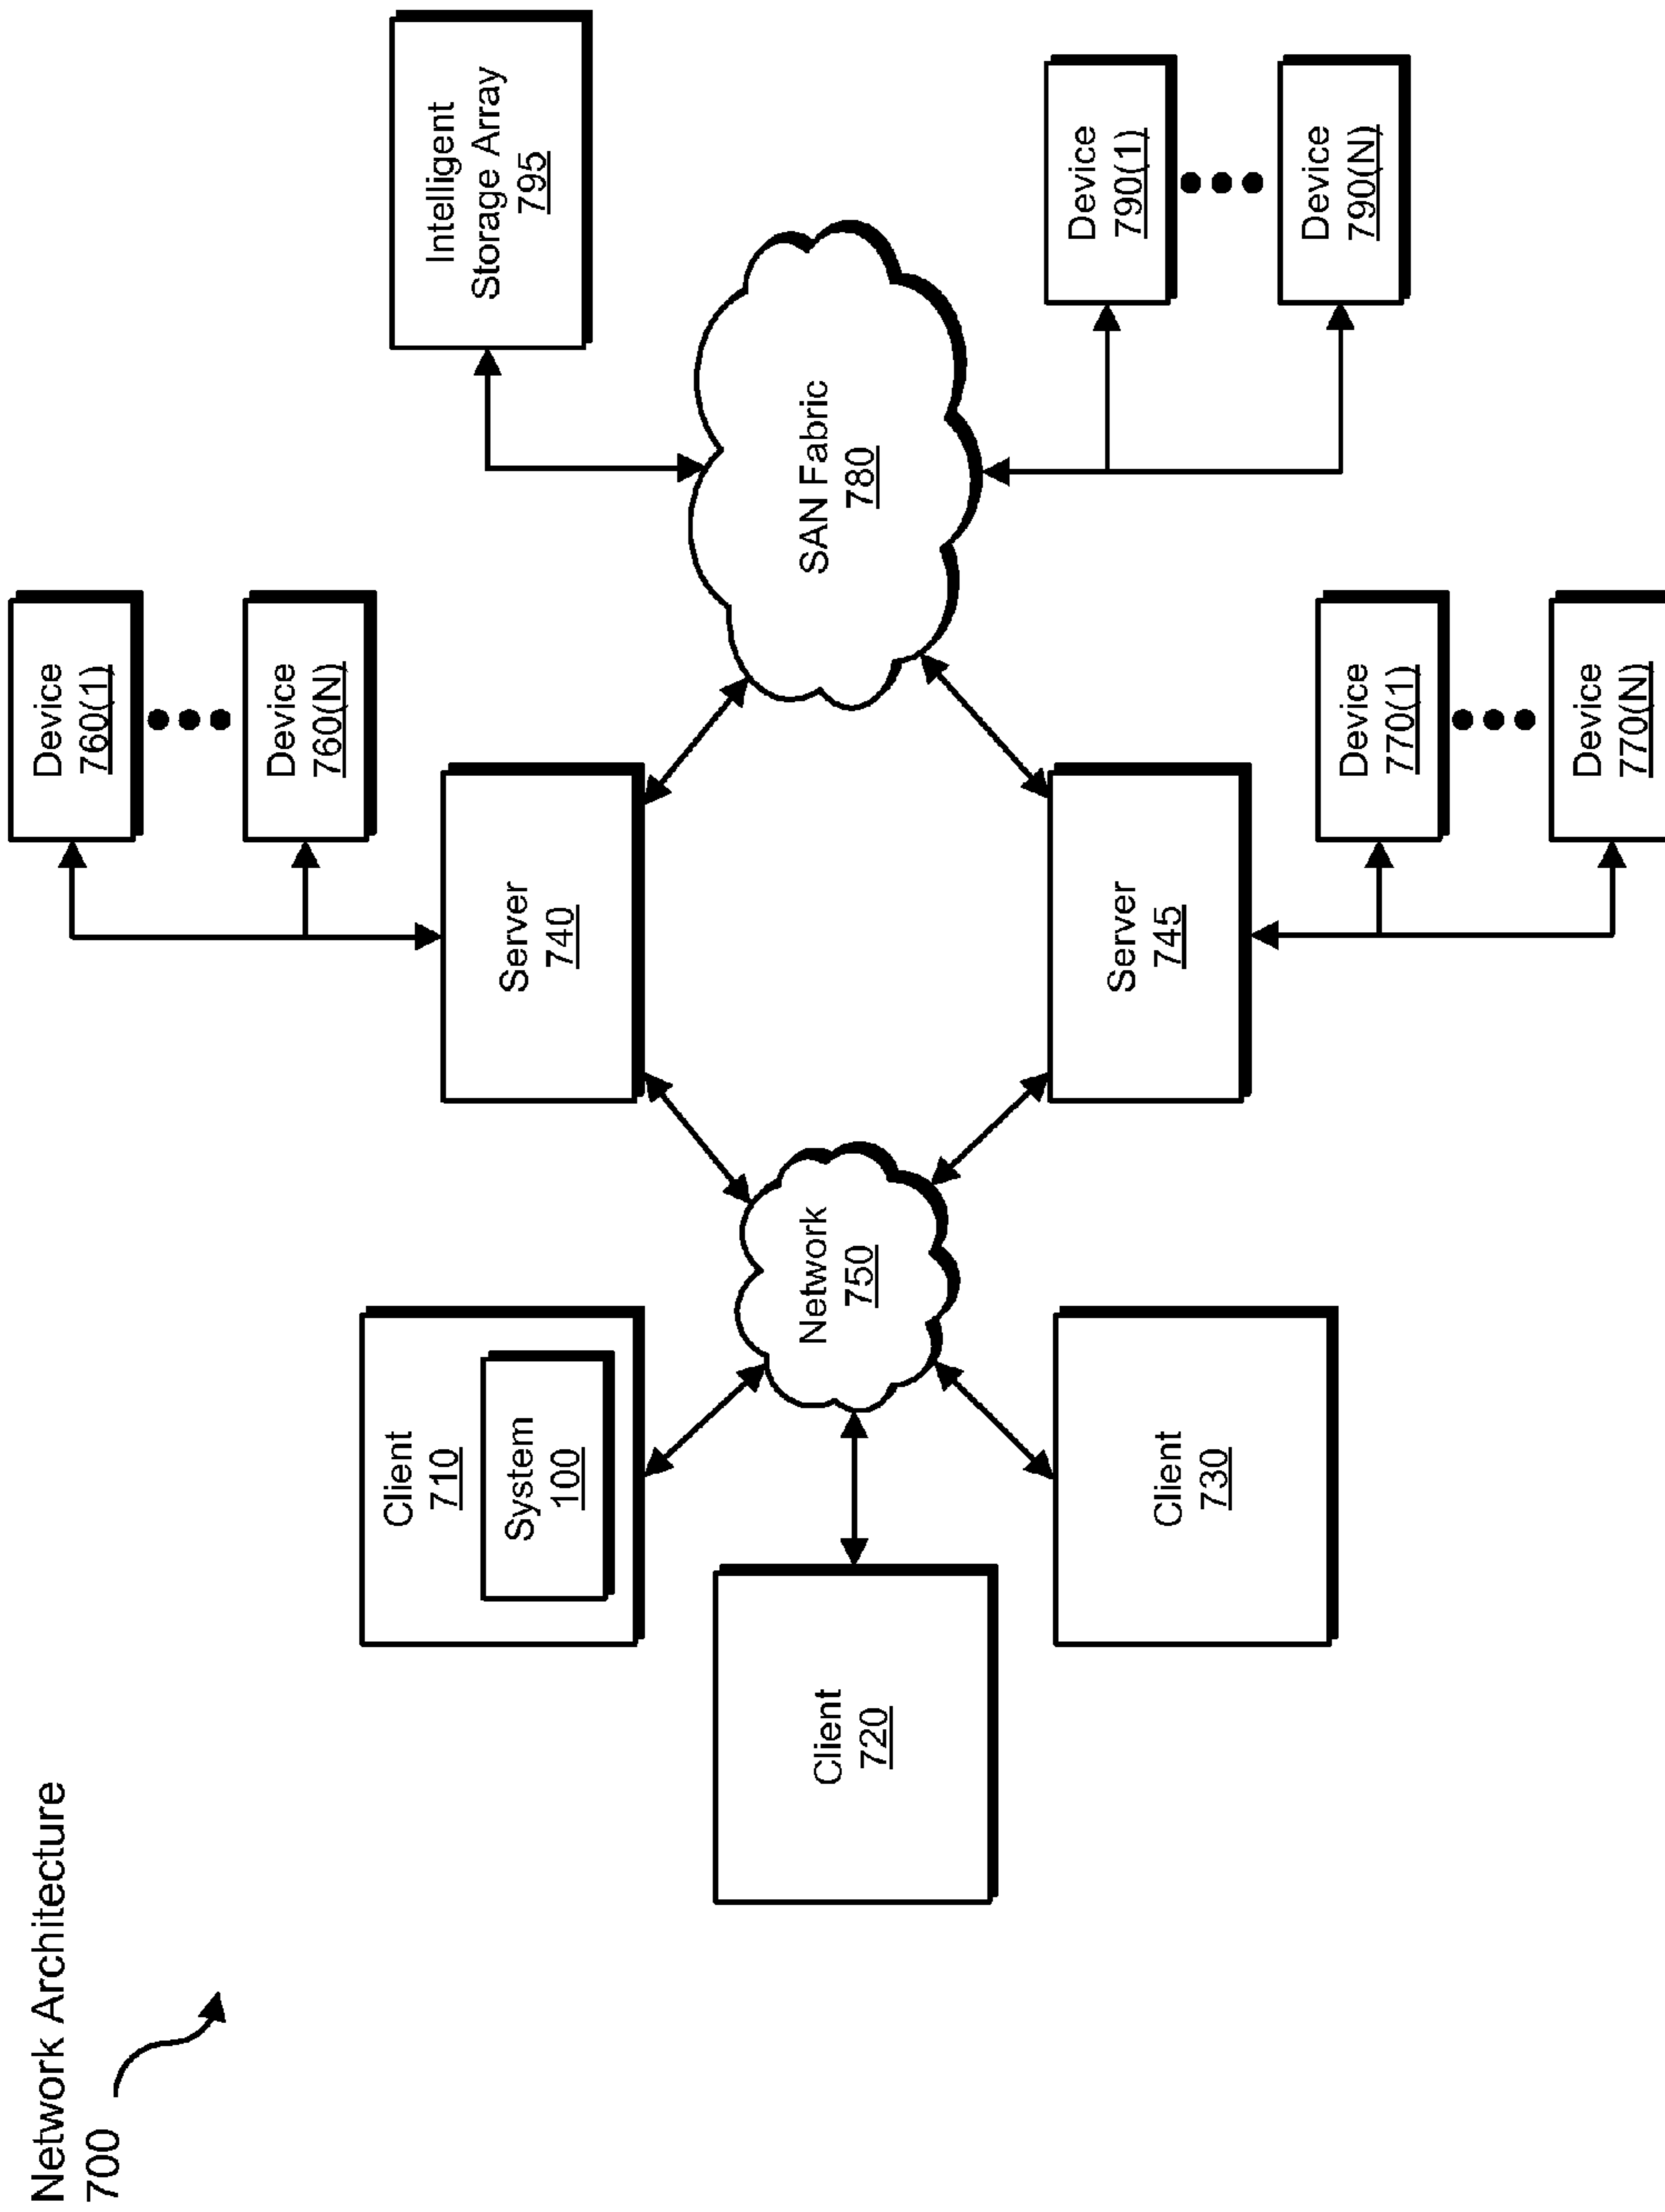 Network Architecture
700
Client
710
System
100
Client
720
Client
730
Network
750
Server
740
Server
745
Device
760(1)
Device
760(N)
Device
770(1)
Device
770(N)
SAN Fabric
780
Intelligent
Storage Array
795
Device
790(1)
Device
790(N)